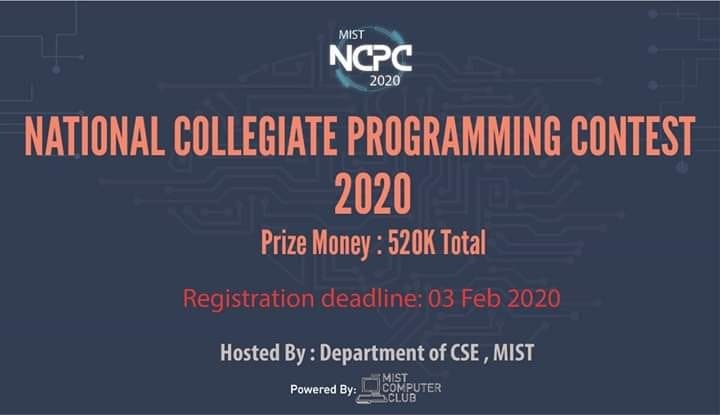 MIST
NCPC
2020
NATIONAL COLLEGIATE PROGRAMMING CONTEST
2020
Prize Money : 520K Total
Registration deadline: 03 Feb 2020
Hosted By : Department of CSE , MIST
Powered By: MIST
COMPUTER
CLUB